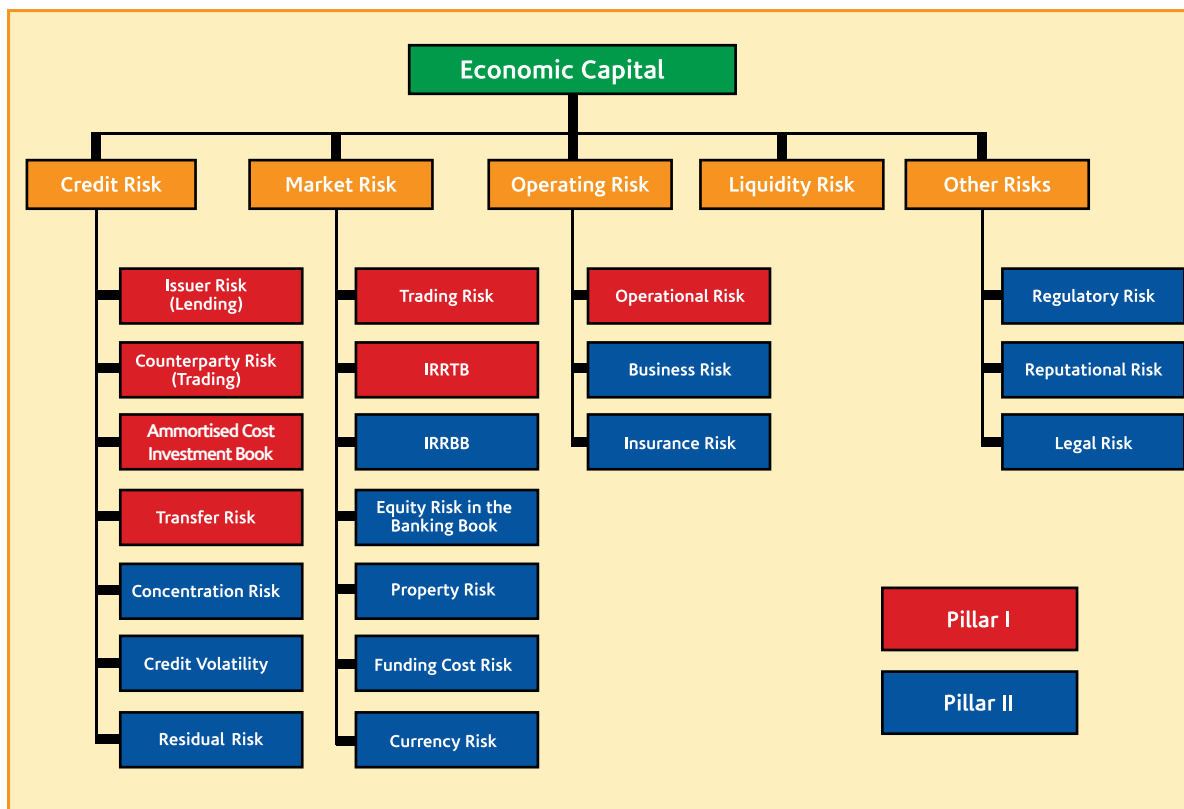 Economic Capital
Credit Risk
Market Risk
Operating Risk
Liquidity Risk
Other Risks
Issuer Risk
(Lending)
Counterparty Risk
(Trading)
Ammortised Cost
Investment Book
Transfer Risk
Concentration Risk
Credit Volatility
Residual Risk
Trading Risk
IRRTB
IRRBB
Equity Risk in the
Banking Book
Property Risk
Funding Cost Risk
Currency Risk
Operational Risk
Business Risk
Insurance Risk
Regulatory Risk
Reputational Risk
Legal Risk
Pillar I
Pillar II